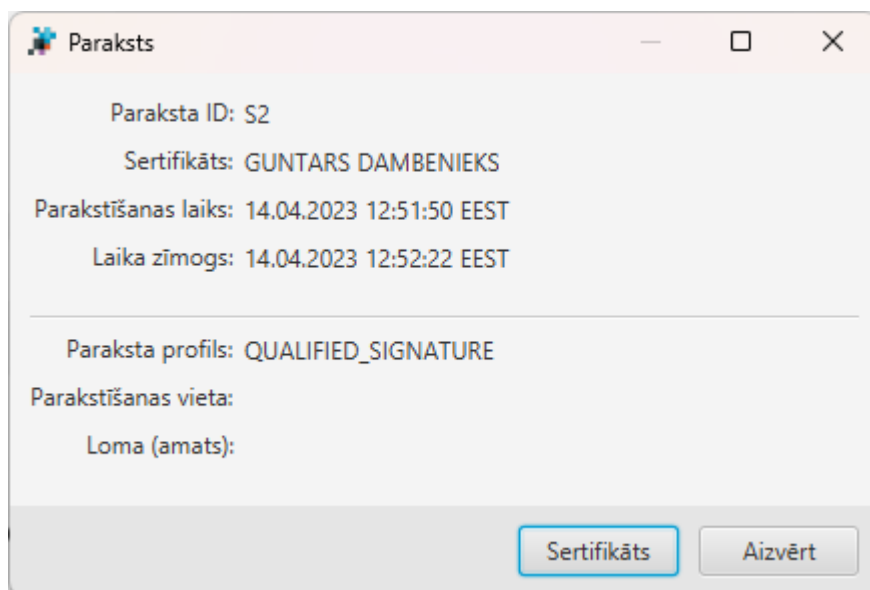 Paraksts
Paraksta ID: S2
Sertifikāts: GUNTARS DAMBENIEKS
Parakstīšanas laiks: 14.04.2023 12:51:50 EEST
Laika zīmogs: 14.04.2023 12:52:22 EEST
Paraksta profils: QUALIFIED_SIGNATURE
Parakstīšanas vieta:
Loma (amats):
Sertifikāts Aizvērt